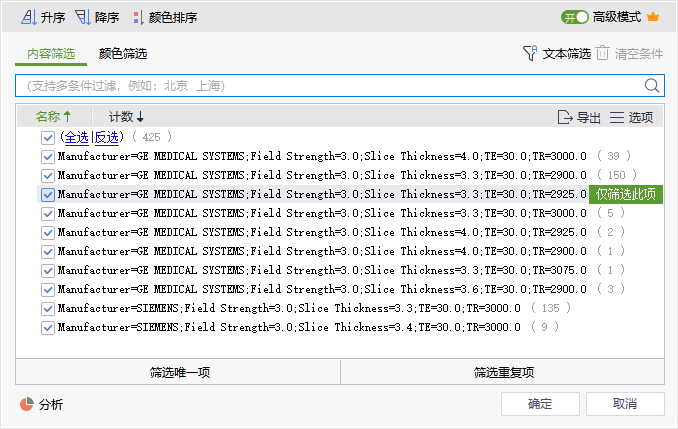 升序 降序 颜色排序 开 高级模式
内容筛选 颜色筛选 文本筛选 清空条件
(支持多条件过滤，例如：北京 上海)
名称 计数 导出 选项
(全选|反选) ( 425 )
Manufacturer=GE MEDICAL SYSTEMS;Field Strength=3.0;Slice Thickness=4.0;TE=30.0;TR=3000.0 ( 39 )
Manufacturer=GE MEDICAL SYSTEMS;Field Strength=3.0;Slice Thickness=3.3;TE=30.0;TR=2900.0 ( 150 )
Manufacturer=GE MEDICAL SYSTEMS;Field Strength=3.0;Slice Thickness=3.3;TE=30.0;TR=2925.0 仅筛选此项
Manufacturer=GE MEDICAL SYSTEMS;Field Strength=3.0;Slice Thickness=3.3;TE=30.0;TR=3000.0 ( 5 )
Manufacturer=GE MEDICAL SYSTEMS;Field Strength=3.0;Slice Thickness=4.0;TE=30.0;TR=2925.0 ( 2 )
Manufacturer=GE MEDICAL SYSTEMS;Field Strength=3.0;Slice Thickness=4.0;TE=30.0;TR=2900.0 ( 1 )
Manufacturer=GE MEDICAL SYSTEMS;Field Strength=3.0;Slice Thickness=3.3;TE=30.0;TR=3075.0 ( 1 )
Manufacturer=GE MEDICAL SYSTEMS;Field Strength=3.0;Slice Thickness=3.6;TE=30.0;TR=2900.0 ( 3 )
Manufacturer=SIEMENS;Field Strength=3.0;Slice Thickness=3.3;TE=30.0;TR=3000.0 ( 135 )
Manufacturer=SIEMENS;Field Strength=3.0;Slice Thickness=3.4;TE=30.0;TR=3000.0 ( 9 )
筛选唯一项 筛选重复项
分析 确定 取消